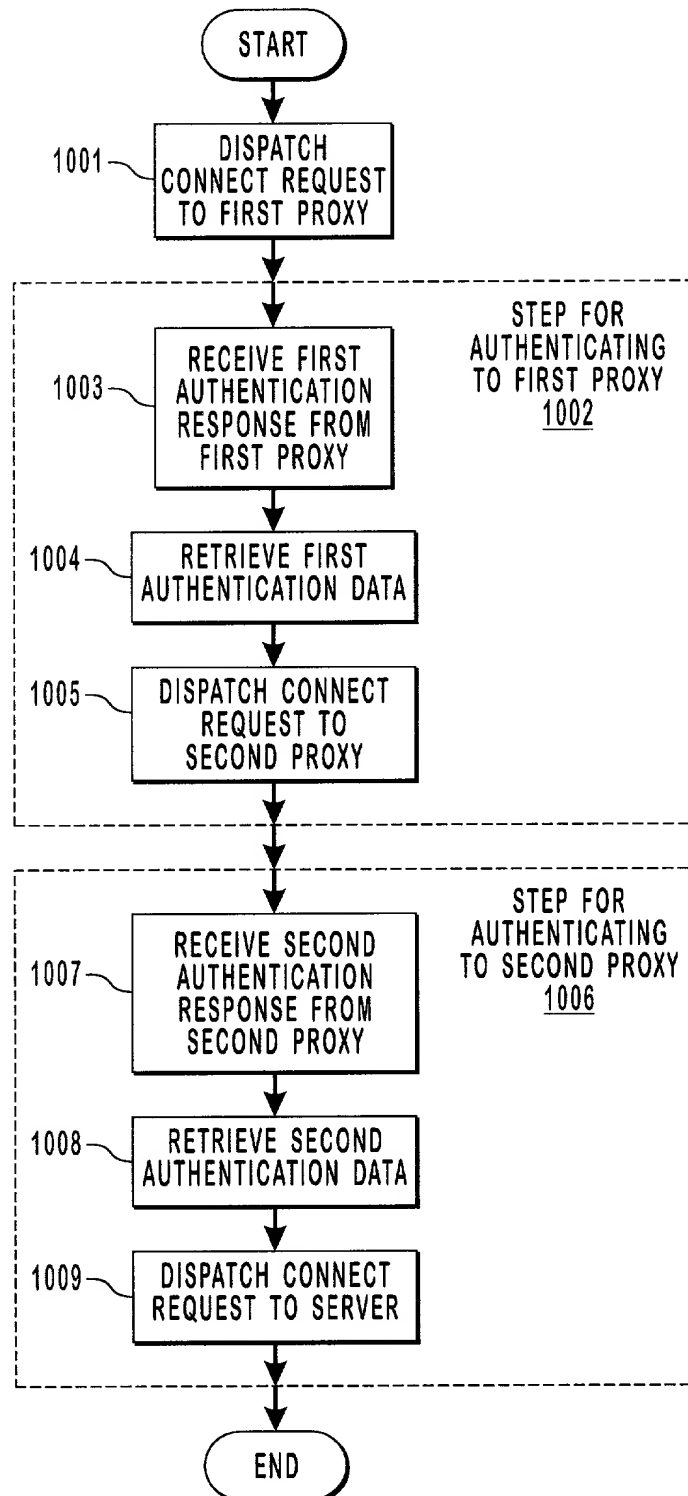 START
1001
DISPATCH
CONNECT REQUEST
TO FIRST PROXY
STEP FOR
AUTHENTICATING
TO FIRST PROXY
1002
1003
RECEIVE FIRST
AUTHENTICATION
RESPONSE FROM
FIRST PROXY
1004
RETRIEVE FIRST
AUTHENTICATION DATA
1005
DISPATCH CONNECT
REQUEST TO
SECOND PROXY
STEP FOR
AUTHENTICATING
TO SECOND PROXY
1006
1007
RECEIVE SECOND
AUTHENTICATION
RESPONSE FROM
SECOND PROXY
1008
RETRIEVE SECOND
AUTHENTICATION DATA
1009
DISPATCH CONNECT
REQUEST TO SERVER
END